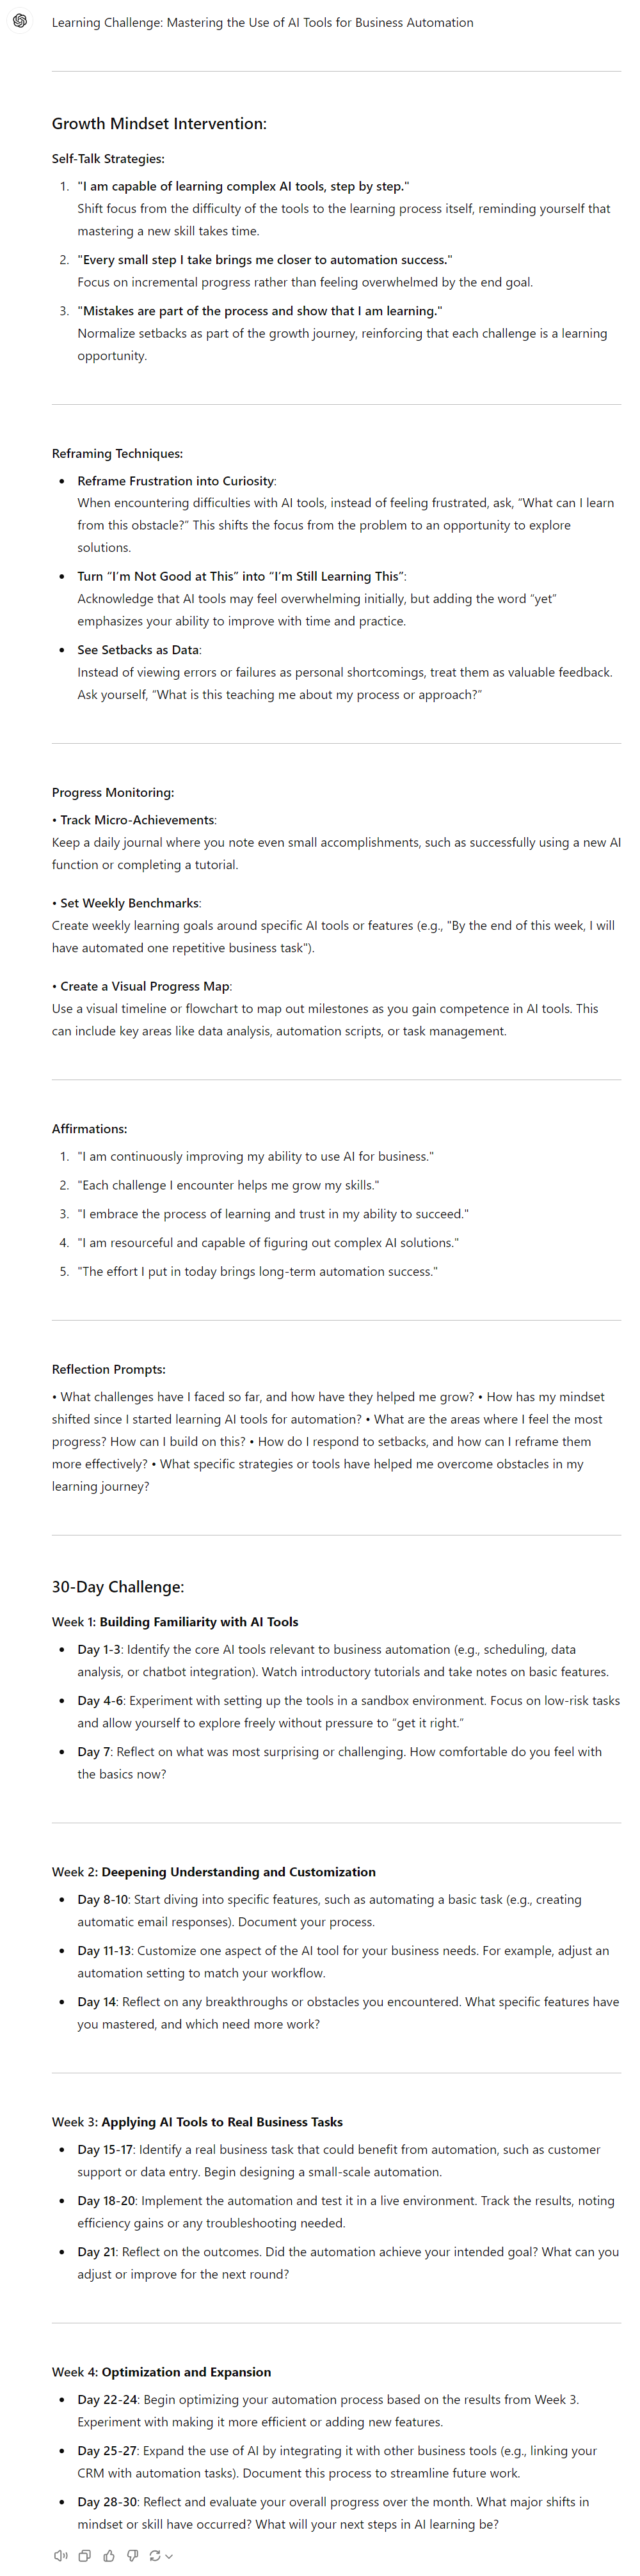 Learning Challenge: Mastering the Use of AI Tools for Business Automation
Growth Mindset Intervention:
Self-Talk Strategies:
1. "I am capable of learning complex AI tools, step by step."
Shift focus from the difficulty of the tools to the learning process itself, reminding yourself that
mastering a new skill takes time.
2. "Every small step I take brings me closer to automation success."
Focus on incremental progress rather than feeling overwhelmed by the end goal.
3. "Mistakes are part of the process and show that I am learning."
Normalize setbacks as part of the growth journey, reinforcing that each challenge is a learning
opportunity.
Reframing Techniques:
• Reframe Frustration into Curiosity:
When encountering difficulties with AI tools, instead of feeling frustrated, ask, “What can I learn
from this obstacle?” This shifts the focus from the problem to an opportunity to explore
solutions.
• Turn “I’m Not Good at This” into “I’m Still Learning This”:
Acknowledge that AI tools may feel overwhelming initially, but adding the word “yet”
emphasizes your ability to improve with time and practice.
• See Setbacks as Data:
Instead of viewing errors or failures as personal shortcomings, treat them as valuable feedback.
Ask yourself, “What is this teaching me about my process or approach?”
Progress Monitoring:
• Track Micro-Achievements:
Keep a daily journal where you note even small accomplishments, such as successfully using a new AI
function or completing a tutorial.
• Set Weekly Benchmarks:
Create weekly learning goals around specific AI tools or features (e.g., "By the end of this week, I will
have automated one repetitive business task").
• Create a Visual Progress Map:
Use a visual timeline or flowchart to map out milestones as you gain competence in AI tools. This
can include key areas like data analysis, automation scripts, or task management.
Affirmations:
1. "I am continuously improving my ability to use AI for business."
2. "Each challenge I encounter helps me grow my skills."
3. "I embrace the process of learning and trust in my ability to succeed."
4. "I am resourceful and capable of figuring out complex AI solutions."
5. "The effort I put in today brings long-term automation success."
Reflection Prompts:
• What challenges have I faced so far, and how have they helped me grow? • How has my mindset
shifted since I started learning AI tools for automation? • What are the areas where I feel the most
progress? How can I build on this? • How do I respond to setbacks, and how can I reframe them
more effectively? • What specific strategies or tools have helped me overcome obstacles in my
learning journey?
30-Day Challenge:
Week 1: Building Familiarity with AI Tools
• Day 1-3: Identify the core AI tools relevant to business automation (e.g., scheduling, data
analysis, or chatbot integration). Watch introductory tutorials and take notes on basic features.
• Day 4-6: Experiment with setting up the tools in a sandbox environment. Focus on low-risk tasks
and allow yourself to explore freely without pressure to “get it right.”
• Day 7: Reflect on what was most surprising or challenging. How comfortable do you feel with
the basics now?
Week 2: Deepening Understanding and Customization
• Day 8-10: Start diving into specific features, such as automating a basic task (e.g., creating
automatic email responses). Document your process.
• Day 11-13: Customize one aspect of the AI tool for your business needs. For example, adjust an
automation setting to match your workflow.
• Day 14: Reflect on any breakthroughs or obstacles you encountered. What specific features have
you mastered, and which need more work?
Week 3: Applying AI Tools to Real Business Tasks
• Day 15-17: Identify a real business task that could benefit from automation, such as customer
support or data entry. Begin designing a small-scale automation.
• Day 18-20: Implement the automation and test it in a live environment. Track the results, noting
efficiency gains or any troubleshooting needed.
• Day 21: Reflect on the outcomes. Did the automation achieve your intended goal? What can you
adjust or improve for the next round?
Week 4: Optimization and Expansion
• Day 22-24: Begin optimizing your automation process based on the results from Week 3.
Experiment with making it more efficient or adding new features.
• Day 25-27: Expand the use of AI by integrating it with other business tools (e.g., linking your
CRM with automation tasks). Document this process to streamline future work.
• Day 28-30: Reflect and evaluate your overall progress over the month. What major shifts in
mindset or skill have occurred? What will your next steps in AI learning be?